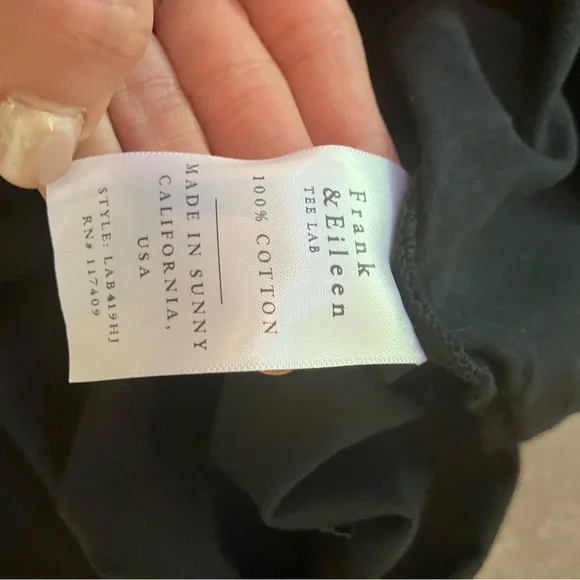 Frank
&Eileen
TEE LAB
100% COTTON
MADE IN SUNNY
CALIFORNIA,
USA
STYLE: LAB419HJ
RN# 117409